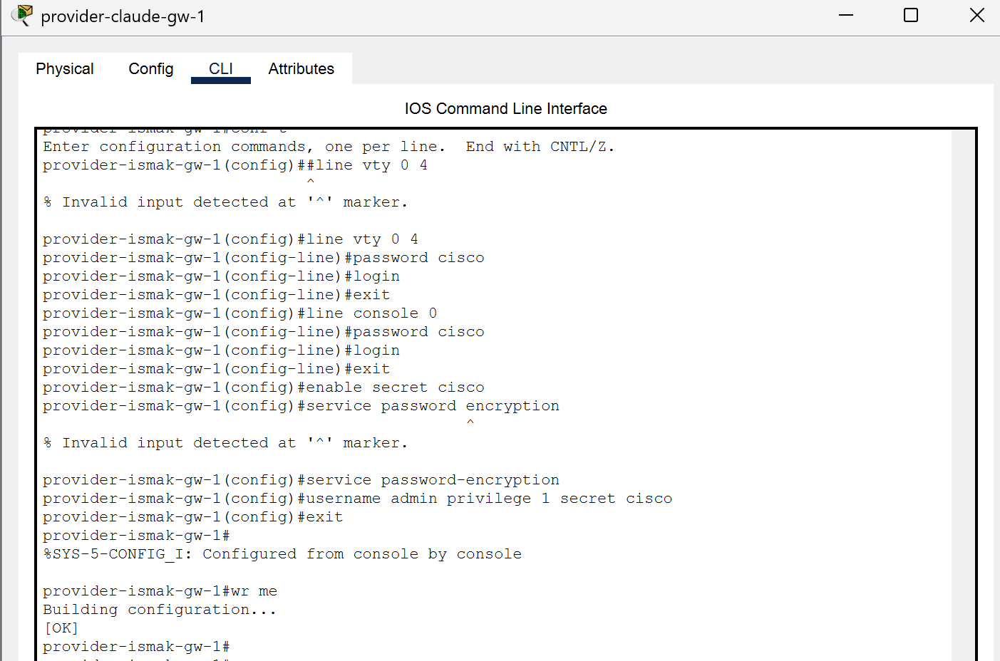 provider-claude-gw-1
Physical Config CLI Attributes
IOS Command Line Interface
provider-ismak-gw-1#conf t
Enter configuration commands, one per line.  End with CNTL/Z.
provider-ismak-gw-1(config)##line vty 0 4
^
% Invalid input detected at '^' marker.
provider-ismak-gw-1(config)#line vty 0 4
provider-ismak-gw-1(config-line)#password cisco
provider-ismak-gw-1(config-line)#login
provider-ismak-gw-1(config-line)#exit
provider-ismak-gw-1(config)#line console 0
provider-ismak-gw-1(config-line)#password cisco
provider-ismak-gw-1(config-line)#login
provider-ismak-gw-1(config-line)#exit
provider-ismak-gw-1(config)#enable secret cisco
provider-ismak-gw-1(config)#service password encryption
^
% Invalid input detected at '^' marker.
provider-ismak-gw-1(config)#service password-encryption
provider-ismak-gw-1(config)#username admin privilege 1 secret cisco
provider-ismak-gw-1(config)#exit
provider-ismak-gw-1#
%SYS-5-CONFIG_I: Configured from console by console
provider-ismak-gw-1#wr me
Building configuration...
[OK]
provider-ismak-gw-1#